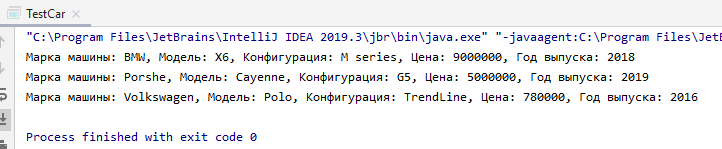 TestCar
"C:\Program Files\JetBrains\IntelliJ IDEA 2019.3\jbr\bin\java.exe" "-javaagent:C:\Program Files\JetB
Марка машины: BMW, Модель: X6, Конфигурация: M series, Цена: 9000000, Год выпуска: 2018
Марка машины: Porshe, Модель: Cayenne, Конфигурация: G5, Цена: 5000000, Год выпуска: 2019
Марка машины: Volkswagen, Модель: Polo, Конфигурация: TrendLine, Цена: 780000, Год выпуска: 2016
Process finished with exit code 0